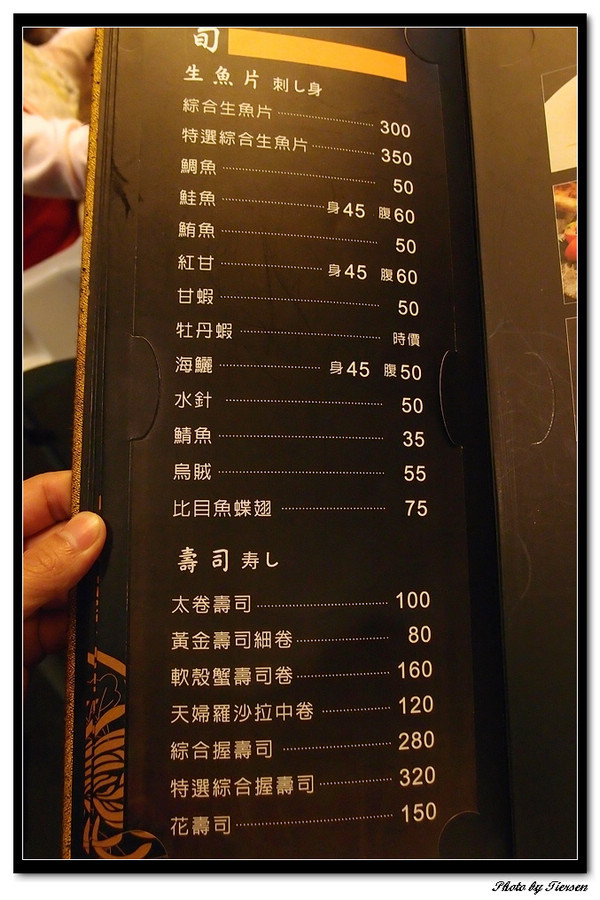 旬
生魚片 刺し身
綜合生魚片 300
特選綜合生魚片 350
鯛魚 50
鮭魚 身45 腹60
鮪魚 50
紅甘 身45 腹60
甘蝦 50
牡丹蝦 時價
海鱺 身45 腹50
水針 50
鯖魚 35
烏賊 55
比目魚蝶翅 75
壽司 寿し
太卷壽司 100
黃金壽司細卷 80
軟殼蟹壽司卷 160
天婦羅沙拉中卷 120
綜合握壽司 280
特選綜合握壽司 320
花壽司 150
Photo by Tiersen